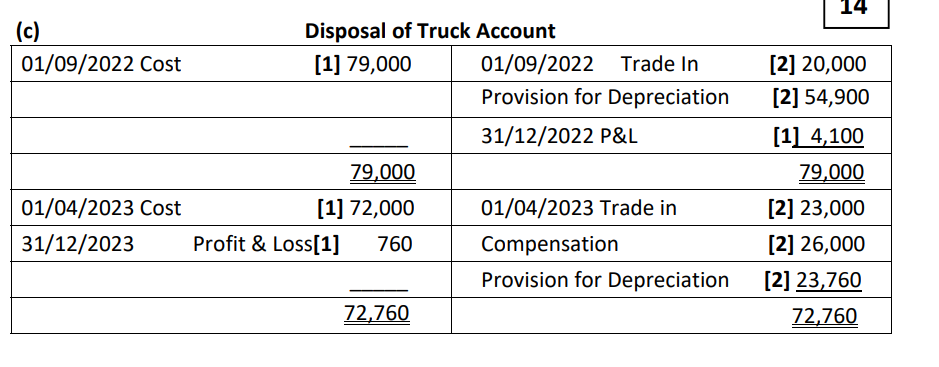 14
(c) Disposal of Truck Account
01/09/2022 Cost [1] 79,000 01/09/2022 Trade In [2] 20,000
Provision for Depreciation [2] 54,900
31/12/2022 P&L [1] 4,100
79,000 79,000
01/04/2023 Cost [1] 72,000 01/04/2023 Trade in [2] 23,000
31/12/2023 Profit & Loss[1] 760 Compensation [2] 26,000
Provision for Depreciation [2] 23,760
72,760 72,760